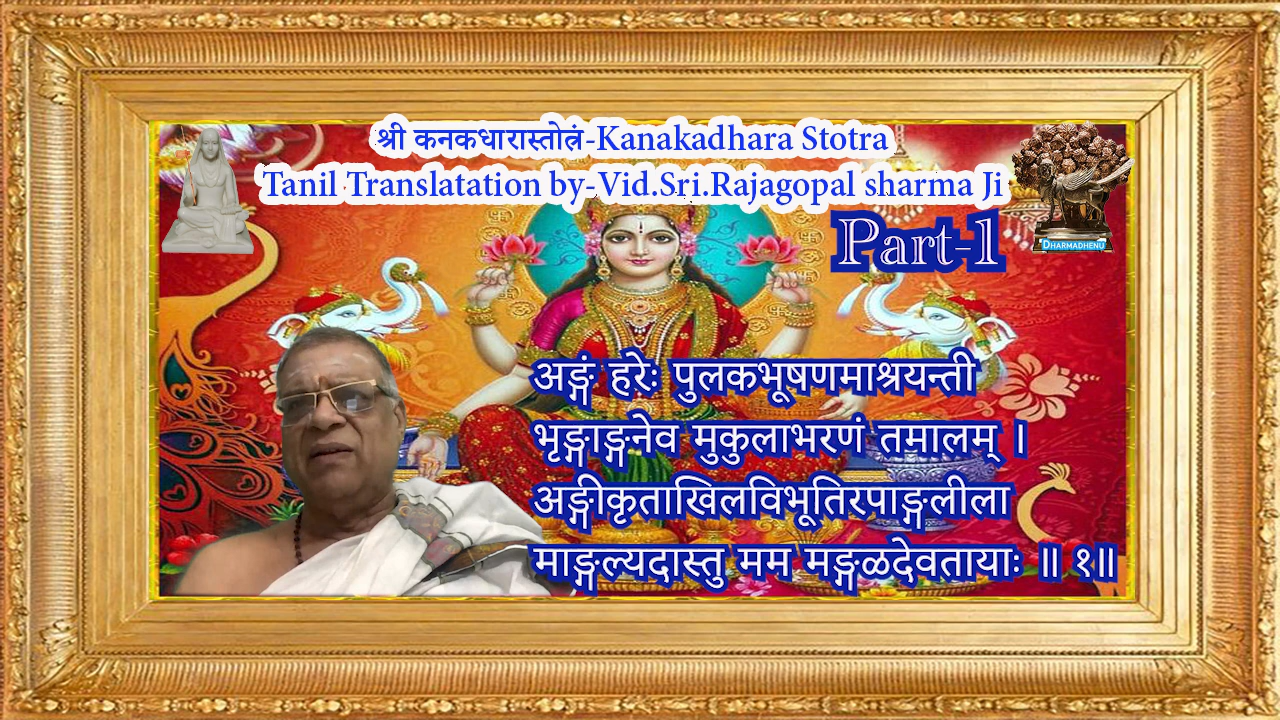 श्री कनकधारास्तोत्रं-Kanakadhara Stotra
Tanil Translatation by-Vid.Sri.Rajagopal sharma Ji
Part-1
DHARMADHENU
अङ्गं हरेः पुलकभूषणमाश्रयन्ती
भृङ्गाङ्गनेव मुकुलाभरणं तमालम् ।
अङ्गीकृताखिलविभूतिरपाङ्गलीला
माङ्गल्यदास्तु मम मङ्गळदेवतायाः ॥ १॥